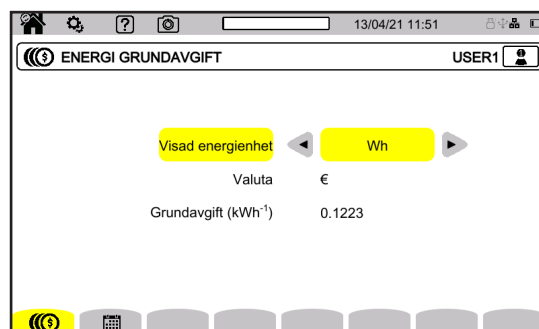 13/04/21 11:51
ENERGI GRUNDAVGIFT USER1
Visad energienhet Wh
Valuta €
Grundavgift (kWh⁻¹) 0.1223